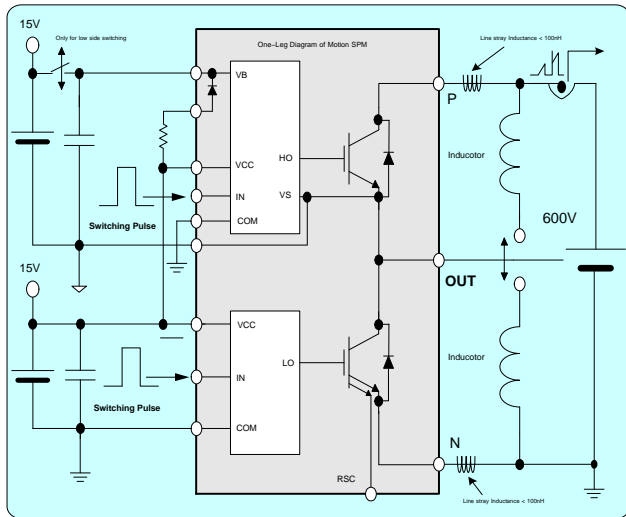 15V
Only for low side switching
One-Leg Diagram of Motion SPM
Line stray Inductance < 100nH
VB
P
Inducotor
HO
VCC
IN
VS
COM
Switching Pulse
600V
15V
OUT
VCC
LO
IN
Inducotor
Switching Pulse
COM
N
RSC
Line stray Inductance < 100nH